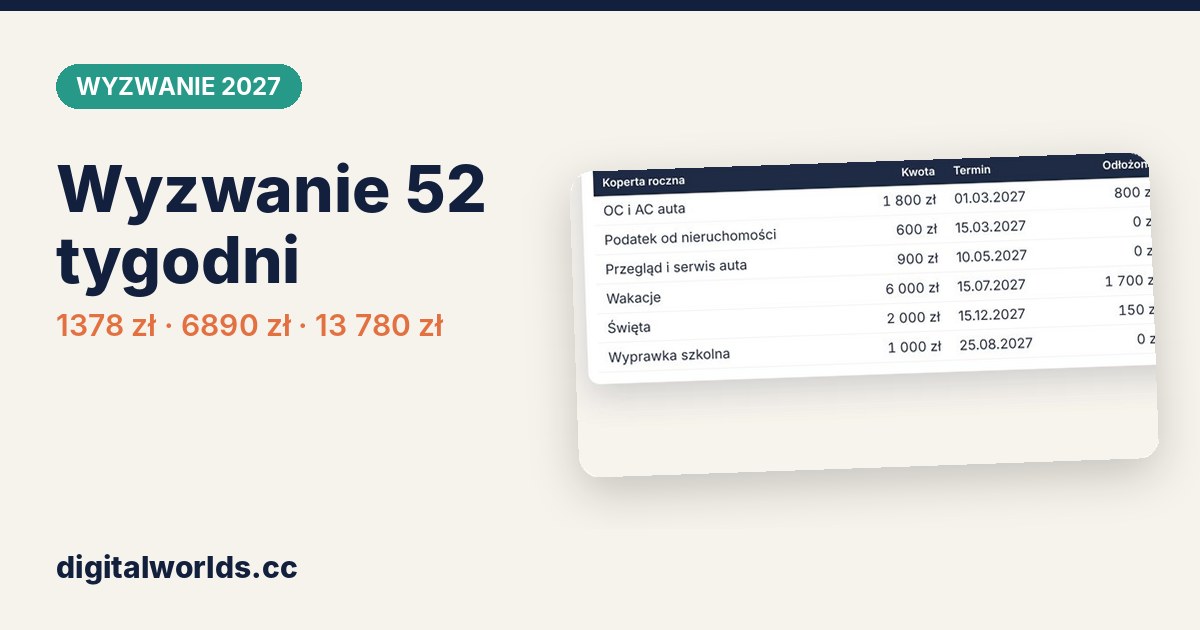 WYZWANIE 2027
Wyzwanie 52
tygodni
1378 zł · 6890 zł · 13 780 zł
Koperta roczna Kwota Termin
OC i AC auta 1 800 zł 01.03.2027 800
Podatek od nieruchomości 600 zł 15.03.2027 0
Przegląd i serwis auta 900 zł 10.05.2027 0
Wakacje 6 000 zł 15.07.2027 1 700
Święta 2 000 zł 15.12.2027 150
Wyprawka szkolna 1 000 zł 25.08.2027 0
digitalworlds.cc